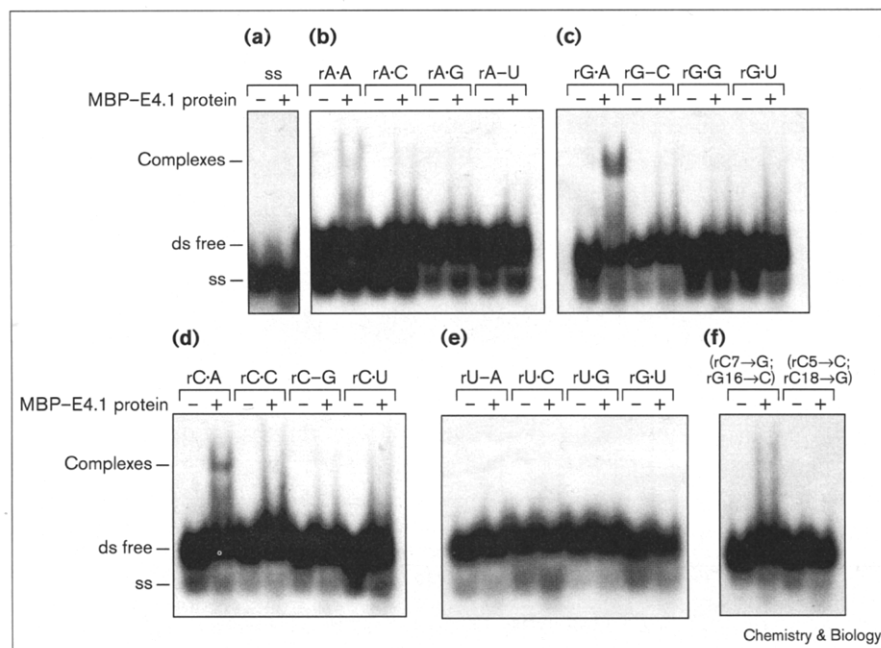 (a) (b) (c)
ss rA·A rA·C rA·G rA–U rG·A rG–C rG·G rG·U
MBP–E4.1 protein – + – + – + – + – + – + – + – + – +
Complexes –
ds free –
ss –
(d) (e) (f)
(rC7→G; (rC5→C;
rC·A rC·C rC–G rC·U rU–A rU·C rU·G rG·U rG16→C) rC18→G)
MBP–E4.1 protein – + – + – + – + – + – + – + – + – + – +
Complexes –
ds free –
ss –
Chemistry & Biology